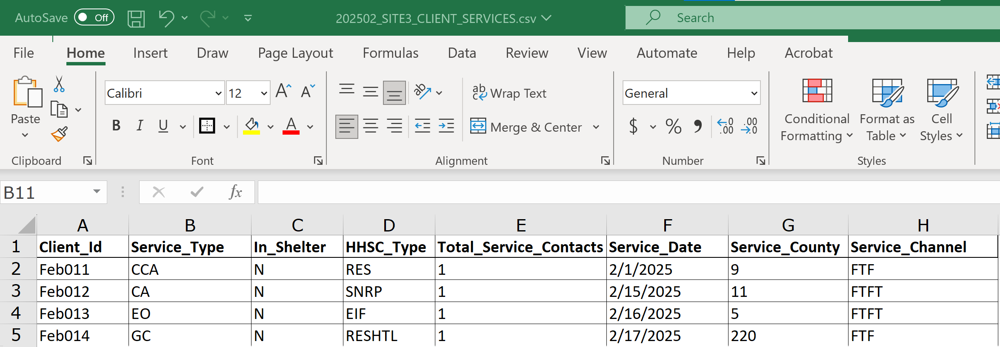 AutoSave Off 202502_SITE3_CLIENT_SERVICES.csv Search
File Home Insert Draw Page Layout Formulas Data Review View Automate Help Acrobat
Paste
Calibri 12 A A
ab
ab
c Wrap Text
General
B I U A
Merge & Center
$ % , .0 .00 .00 .0
Conditional Formatting
Format as Table
Cell Styles
Clipboard Font Alignment Number Styles
B11 fx
A B C D E F G H
1 Client_Id Service_Type In_Shelter HHSC_Type Total_Service_Contacts Service_Date Service_County Service_Channel
2 Feb011 CCA N RES 1 2/1/2025 9 FTF
3 Feb012 CA N SNRP 1 2/15/2025 11 FTFT
4 Feb013 EO N EIF 1 2/16/2025 5 FTFT
5 Feb014 GC N RESHTL 1 2/17/2025 220 FTF